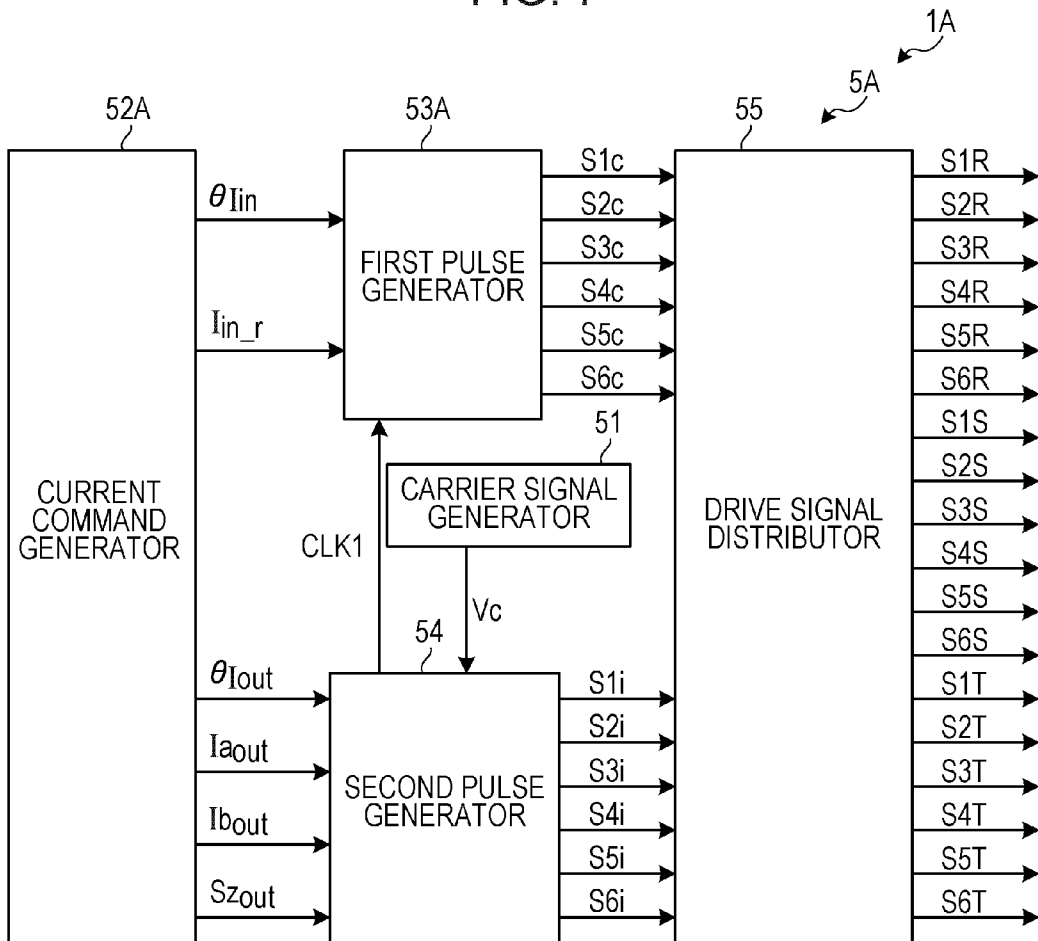 1A
5A
52A
53A
55
θIin
Iin_r
FIRST PULSE
GENERATOR
S1c
S2c
S3c
S4c
S5c
S6c
51
CARRIER SIGNAL
GENERATOR
CURRENT
COMMAND
GENERATOR
CLK1
Vc
54
DRIVE SIGNAL
DISTRIBUTOR
θIout
Iaout
Ibout
Szout
SECOND PULSE
GENERATOR
S1i
S2i
S3i
S4i
S5i
S6i
S1R
S2R
S3R
S4R
S5R
S6R
S1S
S2S
S3S
S4S
S5S
S6S
S1T
S2T
S3T
S4T
S5T
S6T